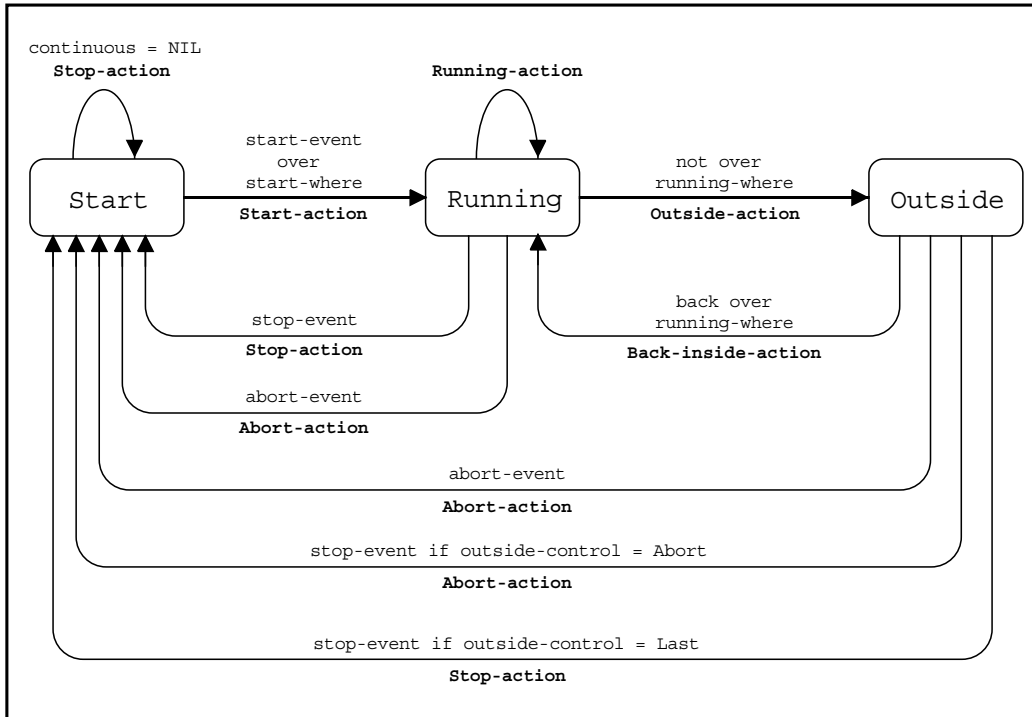 continuous = NIL
Stop-action
Running-action
start-event
over
start-where
Start-action
not over
running-where
Outside-action
Start
Running
Outside
stop-event
Stop-action
back over
running-where
Back-inside-action
abort-event
Abort-action
abort-event
Abort-action
stop-event if outside-control = Abort
Abort-action
stop-event if outside-control = Last
Stop-action